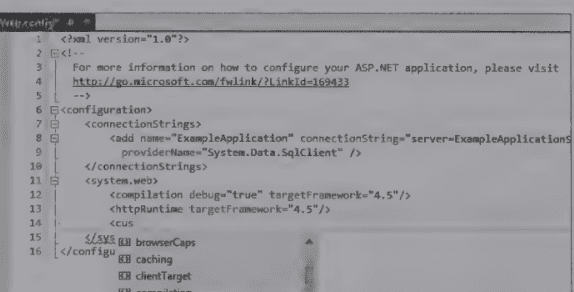 Web.config*
1 <?xml version="1.0"?>
2 <!--
3 For more information on how to configure your ASP.NET application, please visit
4 http://go.microsoft.com/fwlink/?LinkId=169433
5 -->
6 <configuration>
7 <connectionStrings>
8 <add name="ExampleApplication" connectionString="server=ExampleApplicationS
9 providerName="System.Data.SqlClient" />
10 </connectionStrings>
11 <system.web>
12 <compilation debug="true" targetFramework="4.5"/>
13 <httpRuntime targetFramework="4.5"/>
14 <cus
15 </sys
browserCaps
16 </configu
caching
clientTarget
compilation